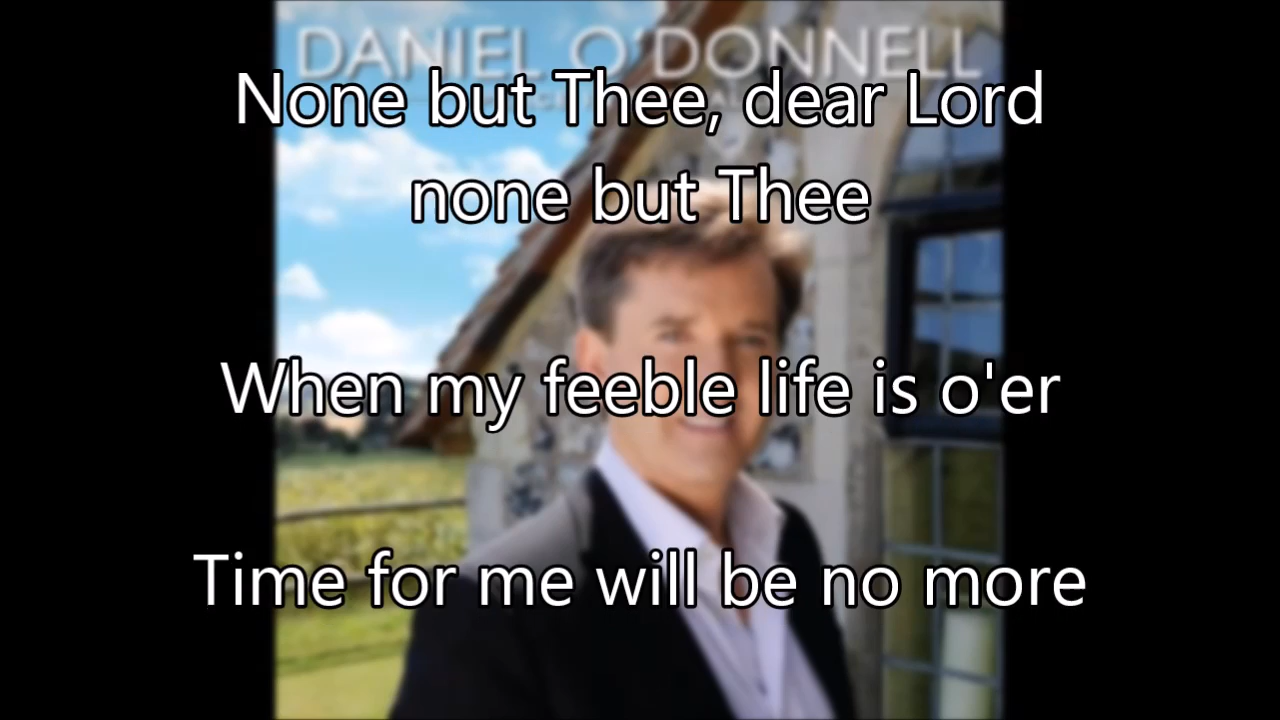 DANIEL O'DONNELL
None but Thee, dear Lord
none but Thee
When my feeble life is o'er
Time for me will be no more